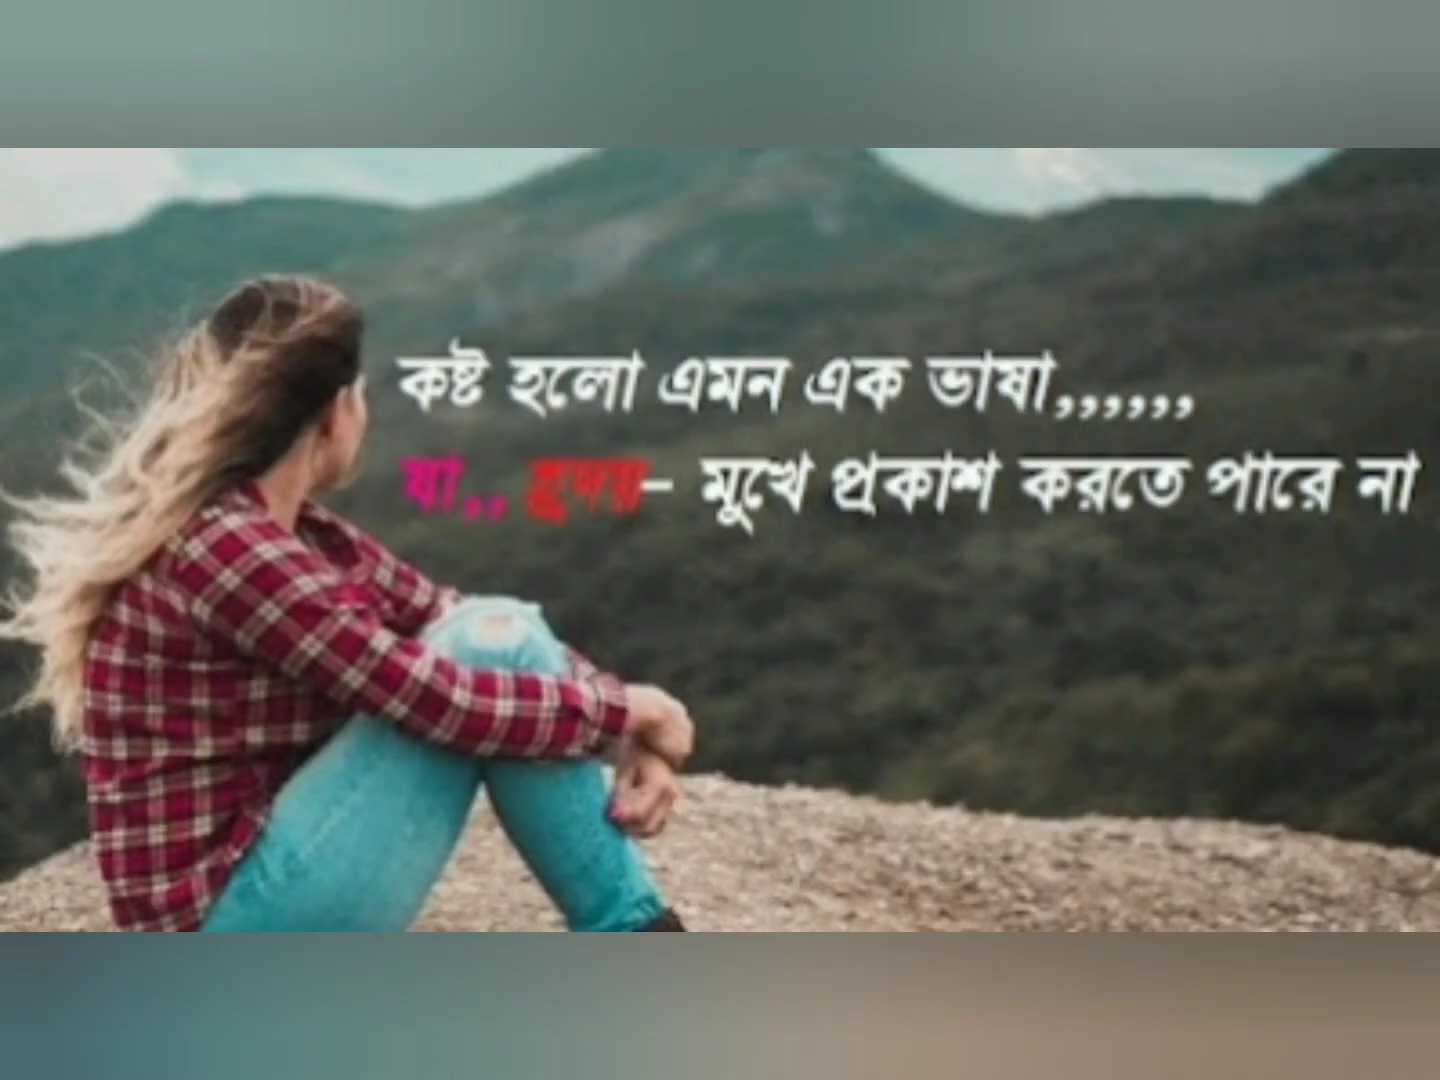 কষ্ট হলো এমন এক ভাষা,,,,,,
যা,, হৃদয়– মুখে প্রকাশ করতে পারে না